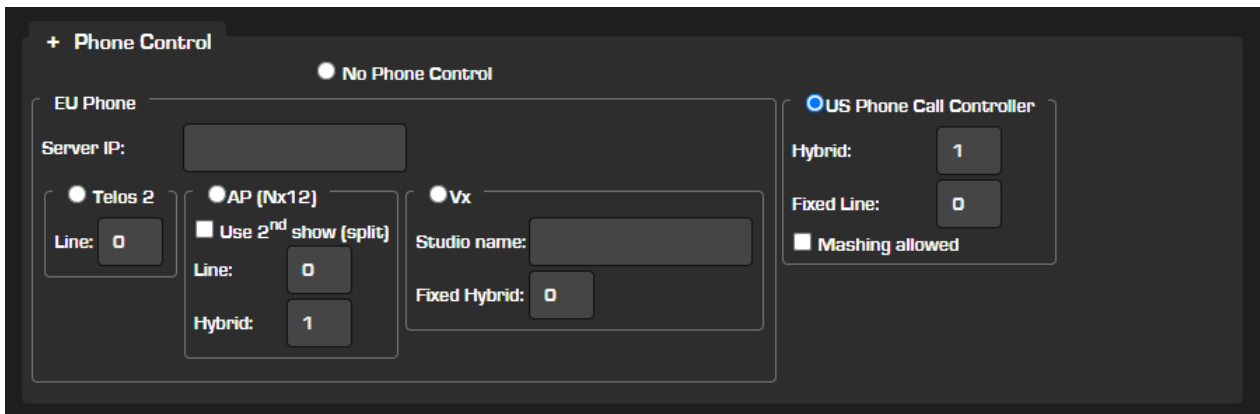 + Phone Control
No Phone Control
EU Phone
Server IP:
Telos 2
Line: 0
AP (Nx12)
Use 2nd show (split)
Line: 0
Hybrid: 1
Vx
Studio name:
Fixed Hybrid: 0
US Phone Call Controller
Hybrid: 1
Fixed Line: 0
Mashing allowed